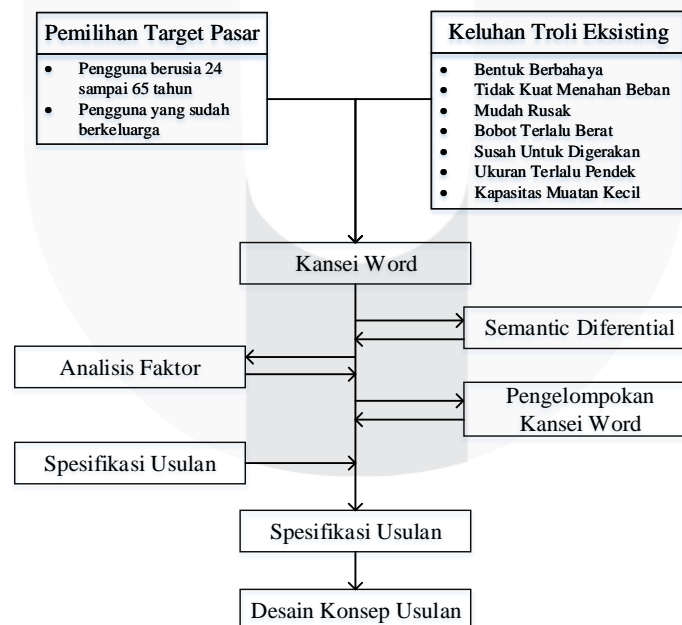 Pemilihan Target Pasar
• Pengguna berusia 24
sampai 65 tahun
• Pengguna yang sudah
berkeluarga
Keluhan Troli Eksisting
• Bentuk Berbahaya
• Tidak Kuat Menahan Beban
• Mudah Rusak
• Bobot Terlalu Berat
• Susah Untuk Digerakan
• Ukuran Terlalu Pendek
• Kapasitas Muatan Kecil
Kansei Word
Semantic Diferential
Analisis Faktor
Pengelompokan
Kansei Word
Spesifikasi Usulan
Spesifikasi Usulan
Desain Konsep Usulan